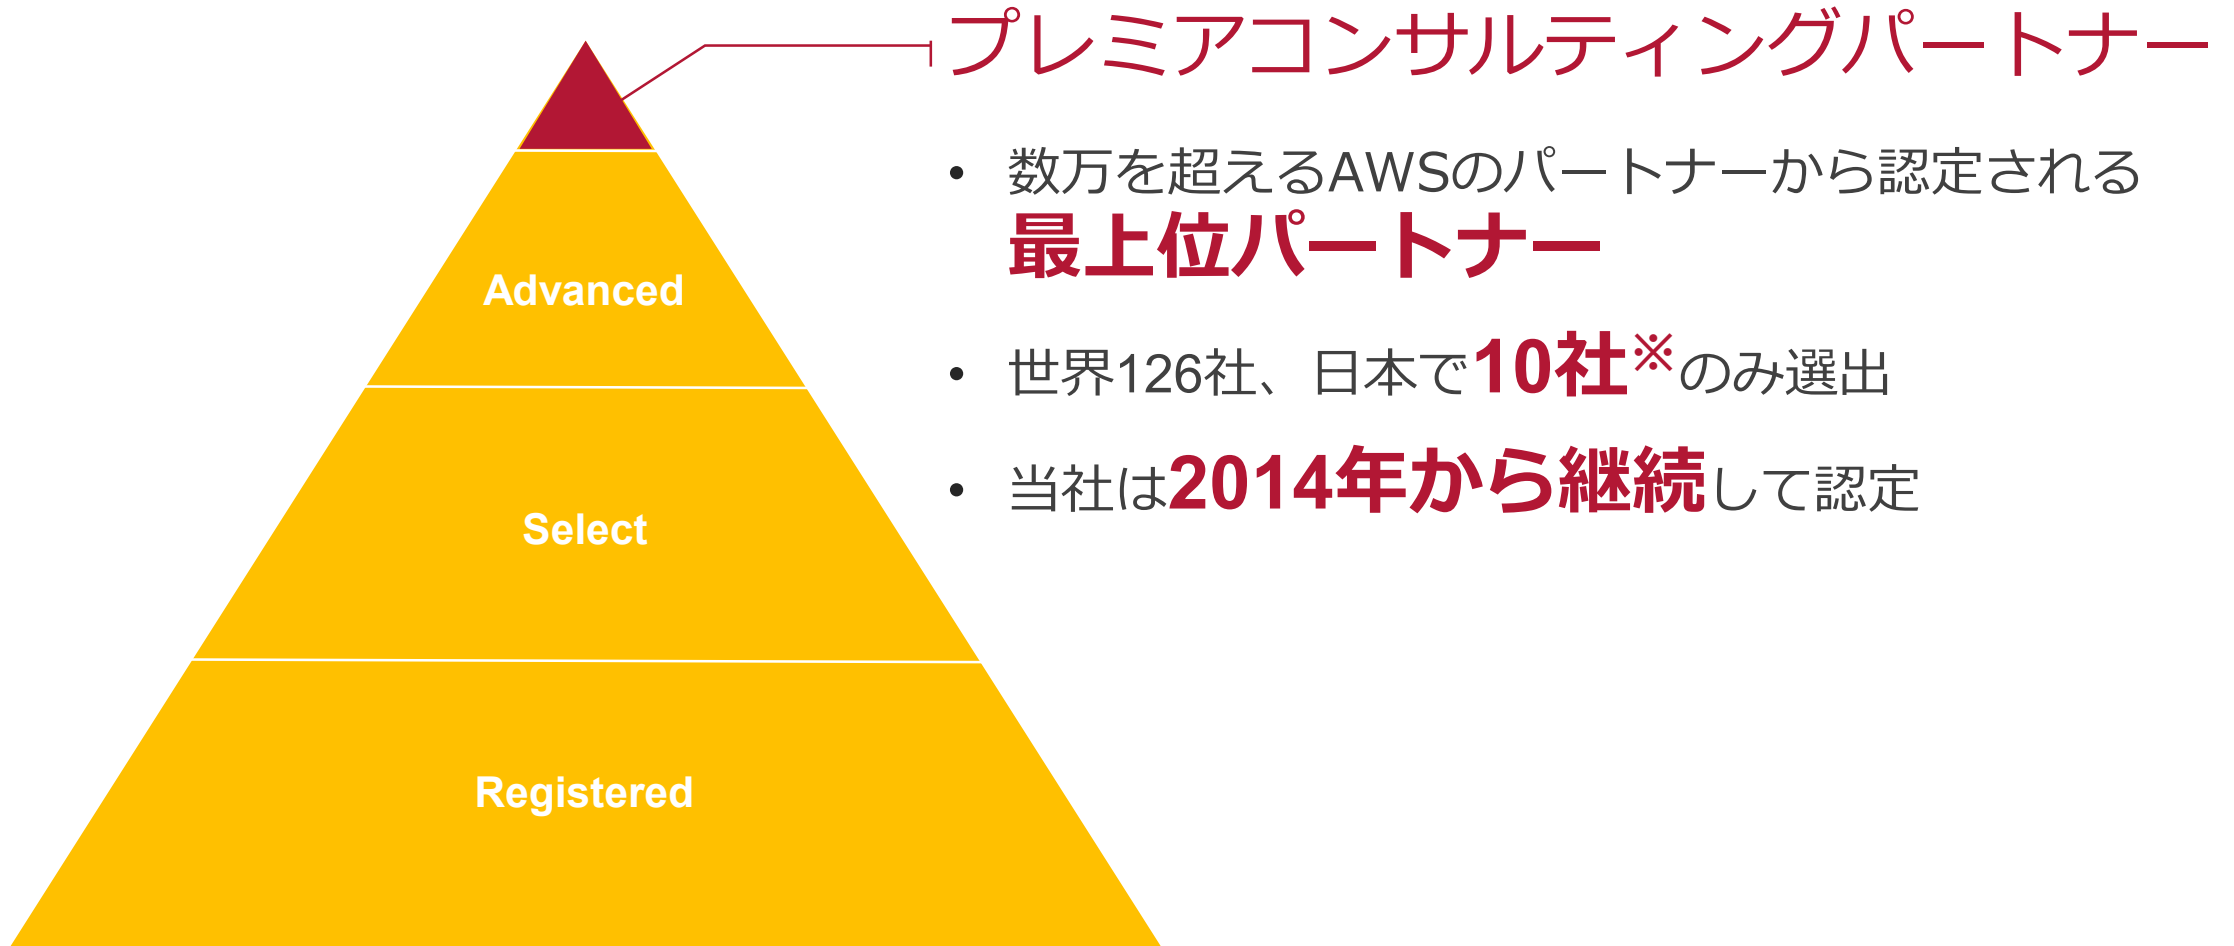 プレミアコンサルティングパートナー
• 数万を超えるAWSのパートナーから認定される
最上位パートナー
• 世界126社、日本で10社※のみ選出
• 当社は2014年から継続して認定
Advanced
Select
Registered